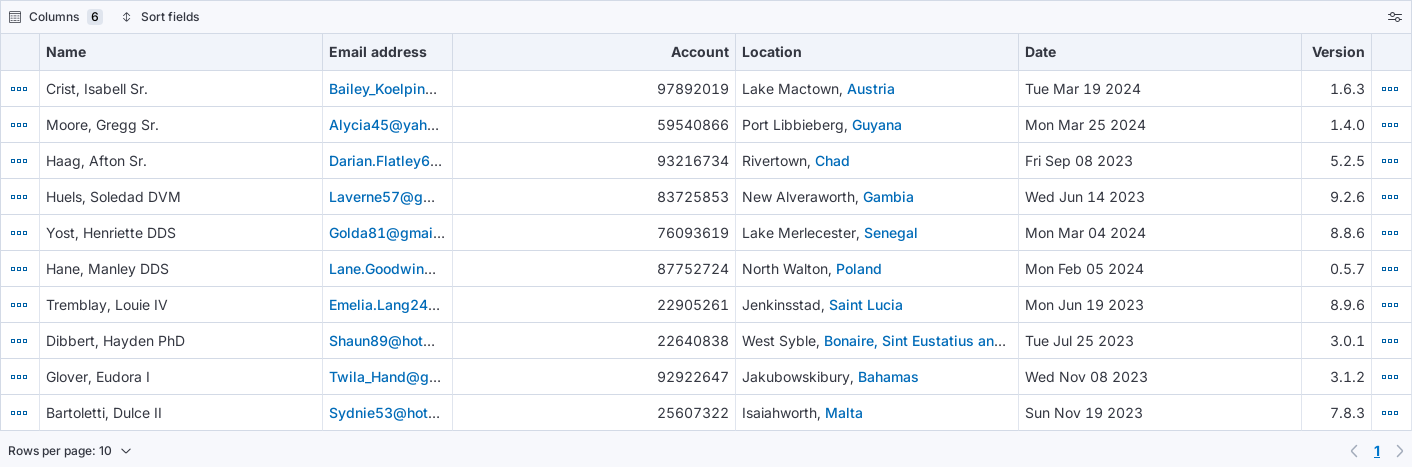 Columns 6 Sort fields
Name Email address Account Location Date Version
Crist, Isabell Sr. Bailey_Koelpin... 97892019 Lake Mactown, Austria Tue Mar 19 2024 1.6.3
Moore, Gregg Sr. Alycia45@yah... 59540866 Port Libbieberg, Guyana Mon Mar 25 2024 1.4.0
Haag, Afton Sr. Darian.Flatley6... 93216734 Rivertown, Chad Fri Sep 08 2023 5.2.5
Huels, Soledad DVM Laverne57@g... 83725853 New Alveraworth, Gambia Wed Jun 14 2023 9.2.6
Yost, Henriette DDS Golda81@gmai... 76093619 Lake Merlecester, Senegal Mon Mar 04 2024 8.8.6
Hane, Manley DDS Lane.Goodwin... 87752724 North Walton, Poland Mon Feb 05 2024 0.5.7
Tremblay, Louie IV Emelia.Lang24... 22905261 Jenkinsstad, Saint Lucia Mon Jun 19 2023 8.9.6
Dibbert, Hayden PhD Shaun89@hot... 22640838 West Syble, Bonaire, Sint Eustatius an... Tue Jul 25 2023 3.0.1
Glover, Eudora I Twila_Hand@g... 92922647 Jakubowskibury, Bahamas Wed Nov 08 2023 3.1.2
Bartoletti, Dulce II Sydnie53@hot... 25607322 Isaiahworth, Malta Sun Nov 19 2023 7.8.3
Rows per page: 10 1